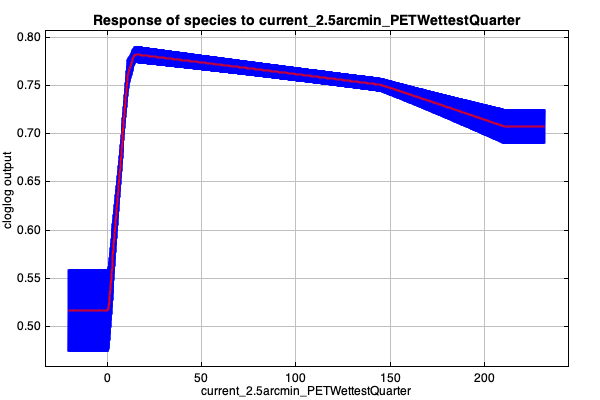 Response of species to current_2.5arcmin_PETWettestQuarter
0.80
0.75
0.70
0.65
0.60
0.55
0.50
cloglog output
0 50 100 150 200
current_2.5arcmin_PETWettestQuarter